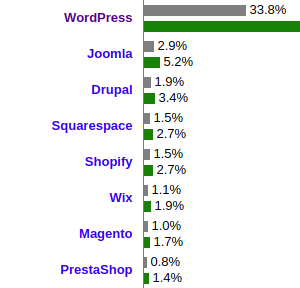 WordPress 33.8%
Joomla 2.9%
5.2%
Drupal 1.9%
3.4%
Squarespace 1.5%
2.7%
Shopify 1.5%
2.7%
Wix 1.1%
1.9%
Magento 1.0%
1.7%
PrestaShop 0.8%
1.4%